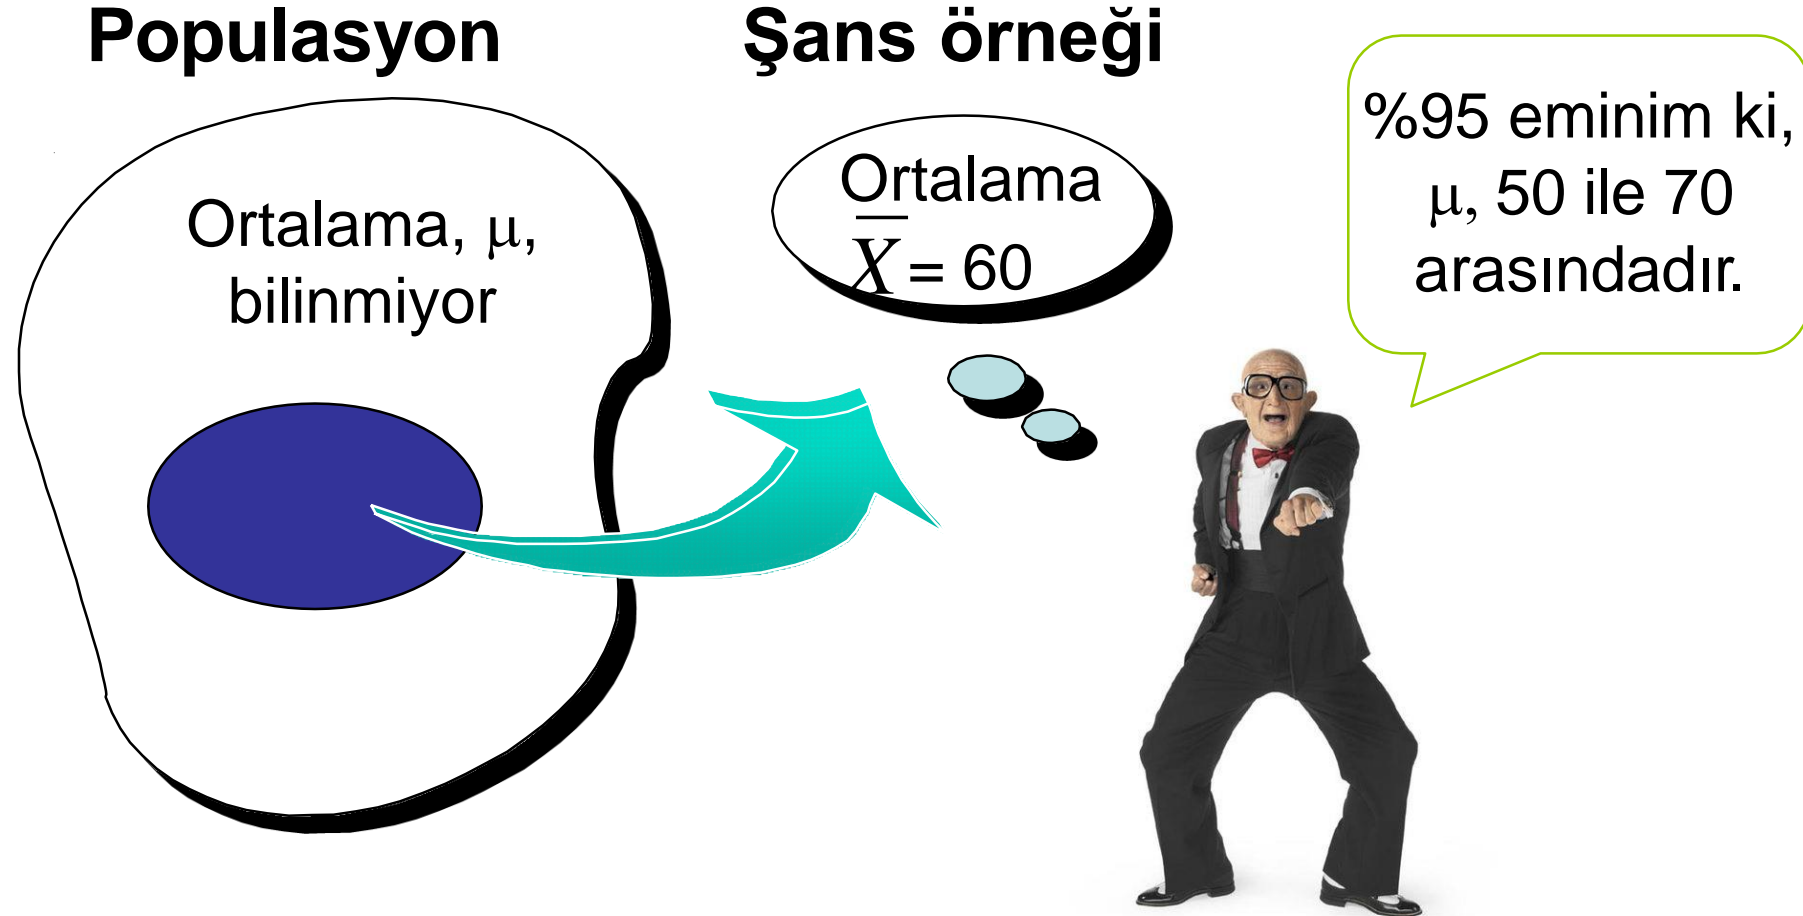 Populasyon
Şans örneği
Ortalama, μ,
bilinmiyor
Ortalama
X̅ = 60
%95 eminim ki,
μ, 50 ile 70
arasındadır.